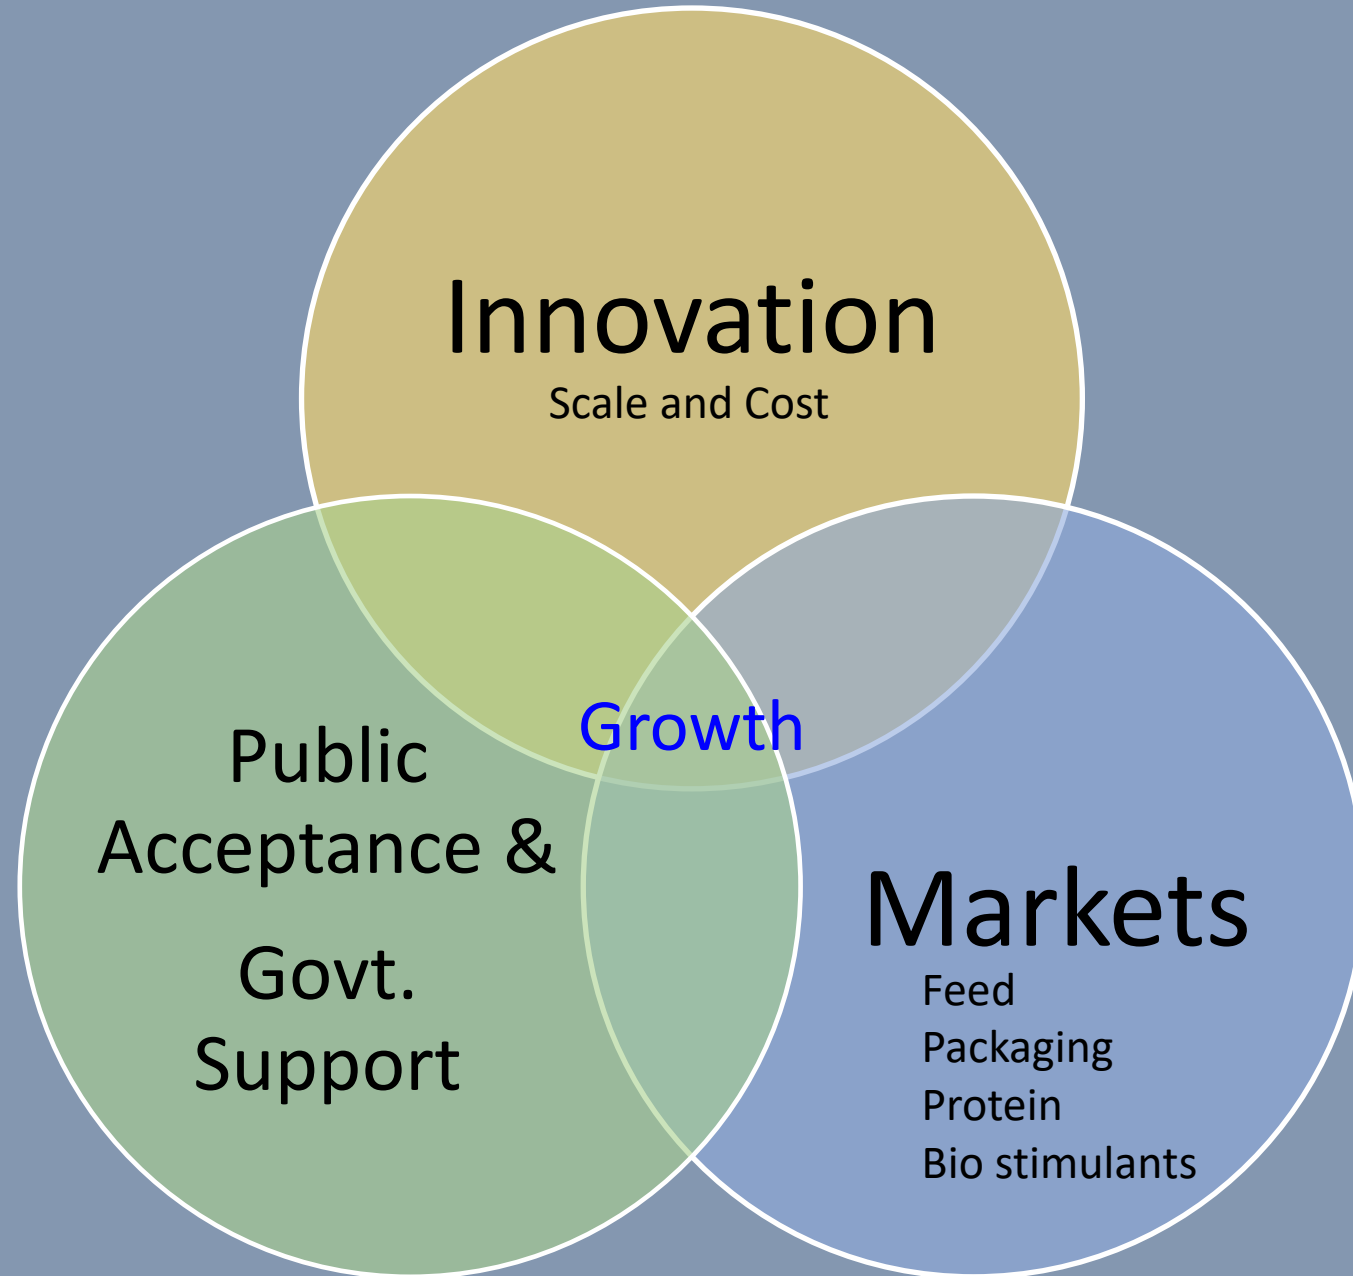 Innovation
Scale and Cost
Growth
Public
Acceptance &
Govt.
Support
Markets
Feed
Packaging
Protein
Bio stimulants